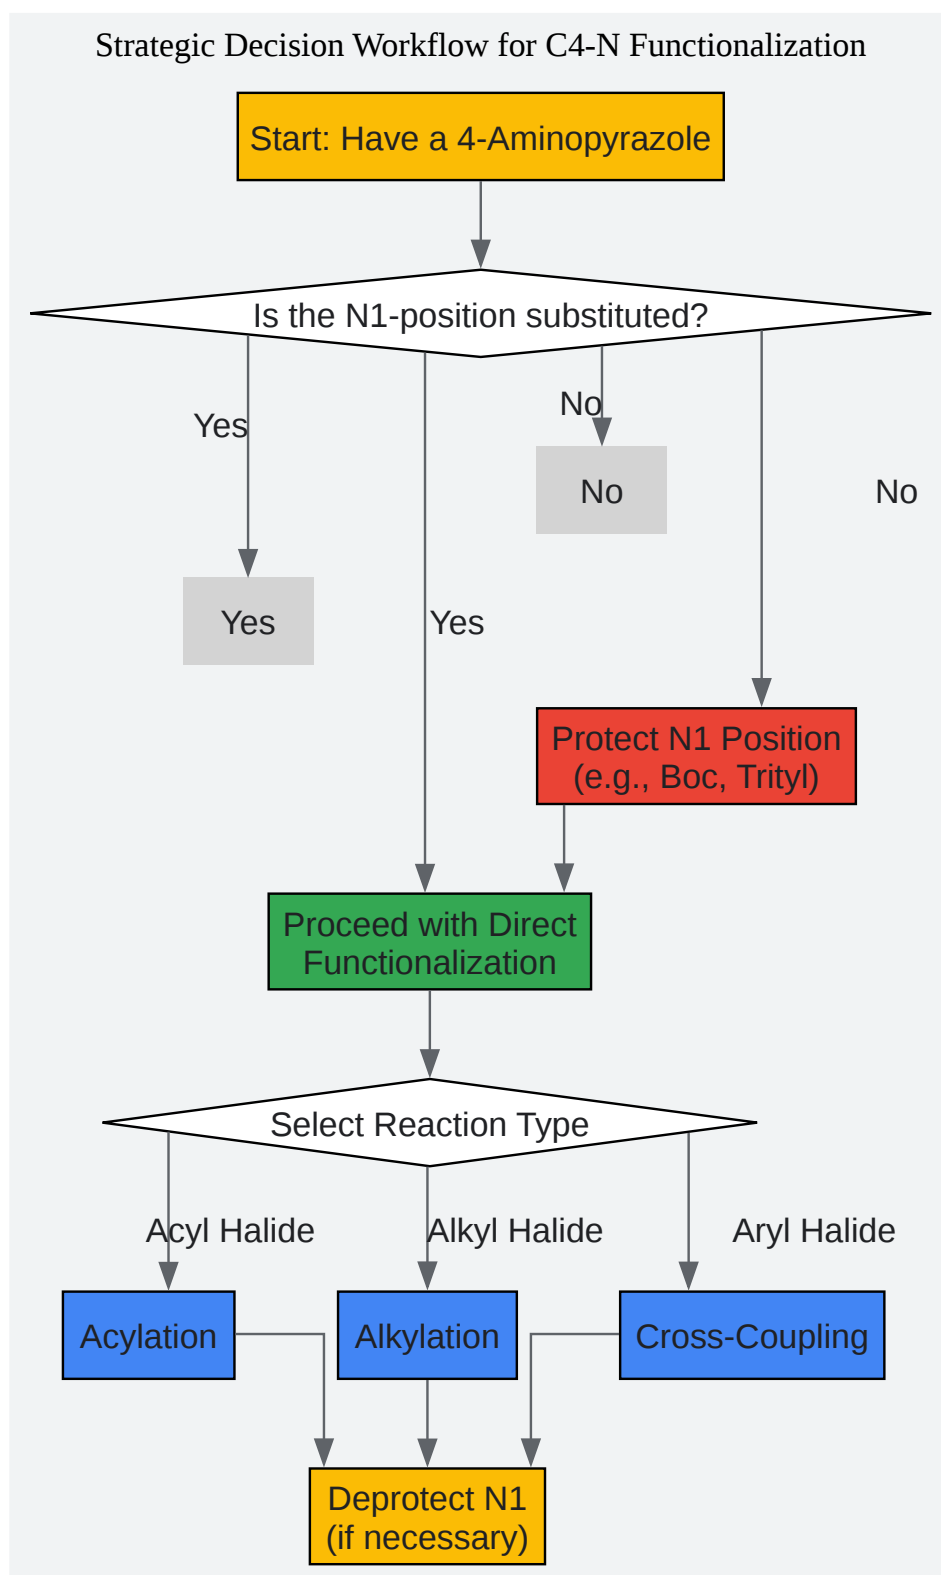 Strategic Decision Workflow for C4-N Functionalization
Start: Have a 4-Aminopyrazole
Is the N1-position substituted?
No
Yes
No
No
Yes
Yes
Protect N1 Position
(e.g., Boc, Trityl)
Proceed with Direct
Functionalization
Select Reaction Type
Acyl Halide
Alkyl Halide
Aryl Halide
Acylation
Alkylation
Cross-Coupling
Deprotect N1
(if necessary)